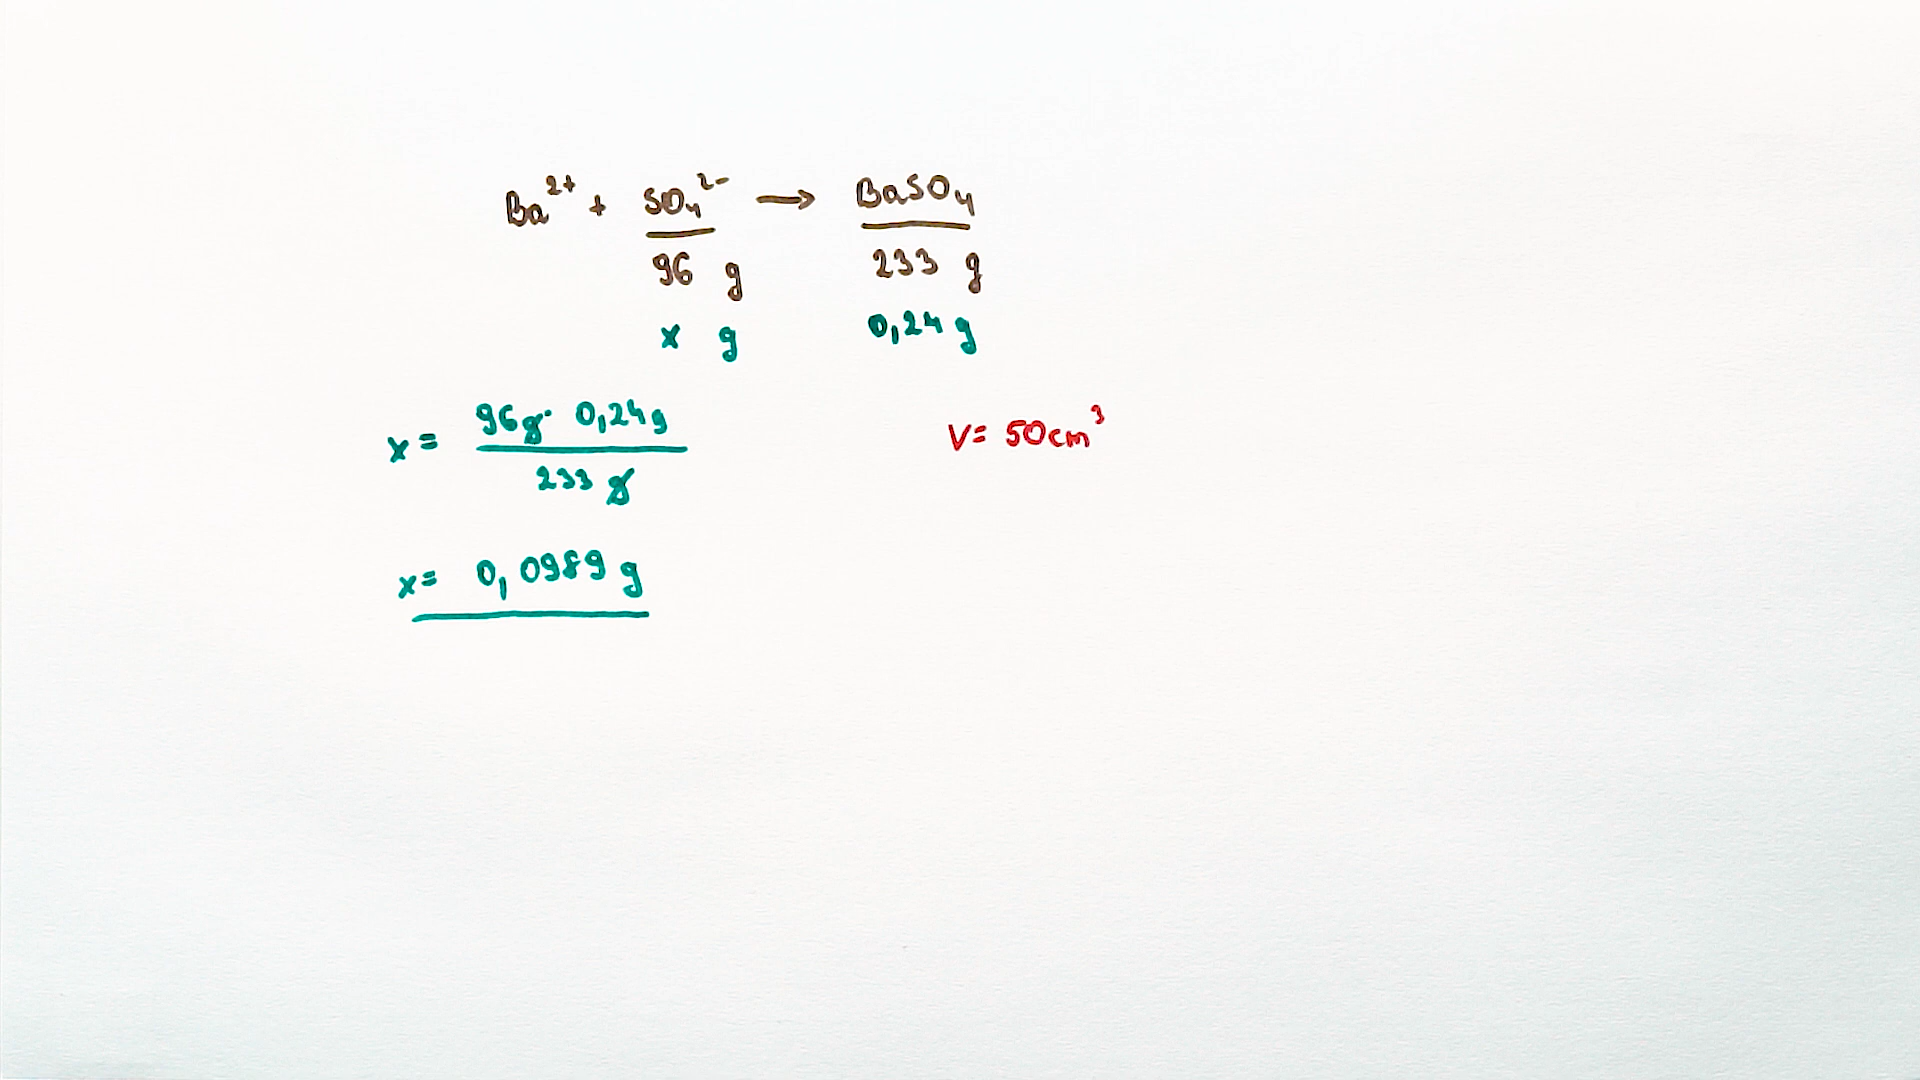 Ba²⁺ + SO₄²⁻ → BaSO₄
96 g 233 g
x g 0,24 g
x = 96g · 0,24g
233 g
V = 50cm³
x = 0,0989 g